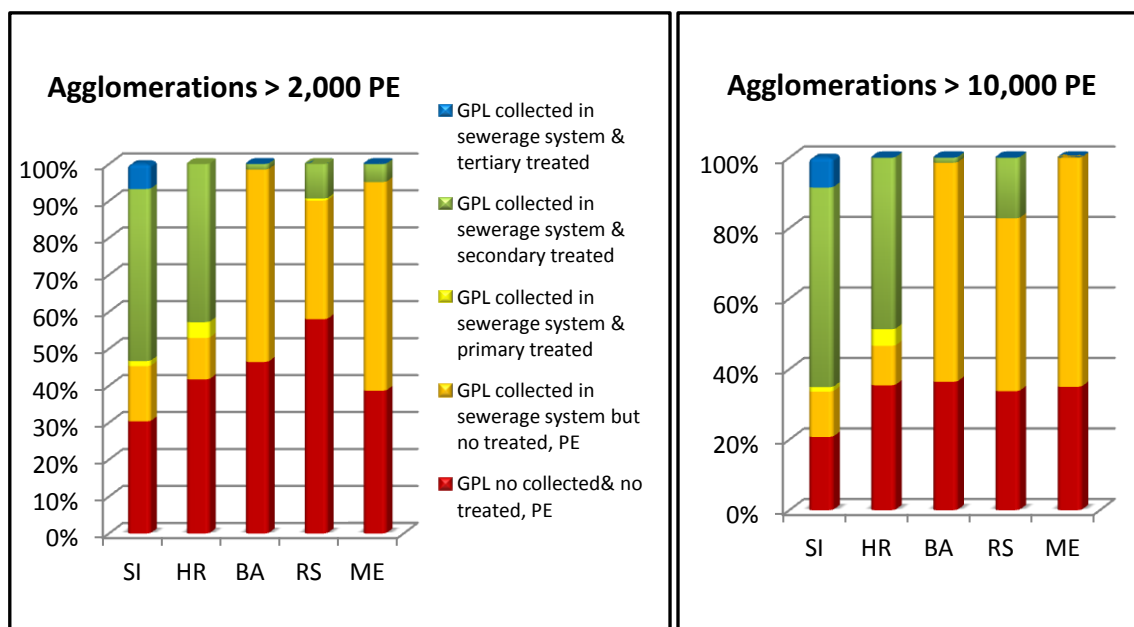 Agglomerations > 2,000 PE
100%
90%
80%
70%
60%
50%
40%
30%
20%
10%
0%
SI HR BA RS ME
GPL collected in
sewerage system &
tertiary treated
GPL collected in
sewerage system &
secondary treated
GPL collected in
sewerage system &
primary treated
GPL collected in
sewerage system but
no treated, PE
GPL no collected& no
treated, PE
Agglomerations > 10,000 PE
100%
80%
60%
40%
20%
0%
SI HR BA RS ME